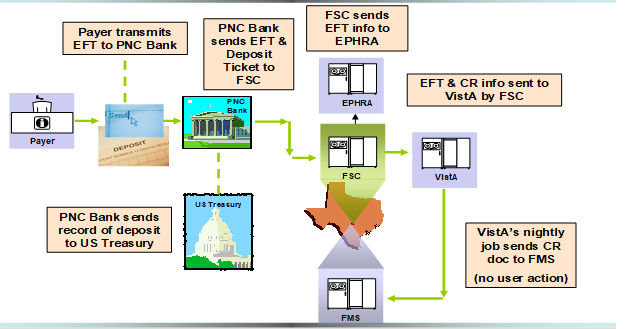 Payer transmits
EFT to PNC Bank
PNC Bank
sends EFT &
Deposit
Ticket to
FSC
FSC sends
EFT info to
EPHRA
EFT & CR info sent to
VistA by FSC
Payer
Send
DEPOSIT
PNC
Bank
EPHRA
FSC
VistA
US Treasury
PNC Bank sends
record of deposit
to US Treasury
VistA's nightly
job sends CR
doc to FMS
(no user action)
FMS